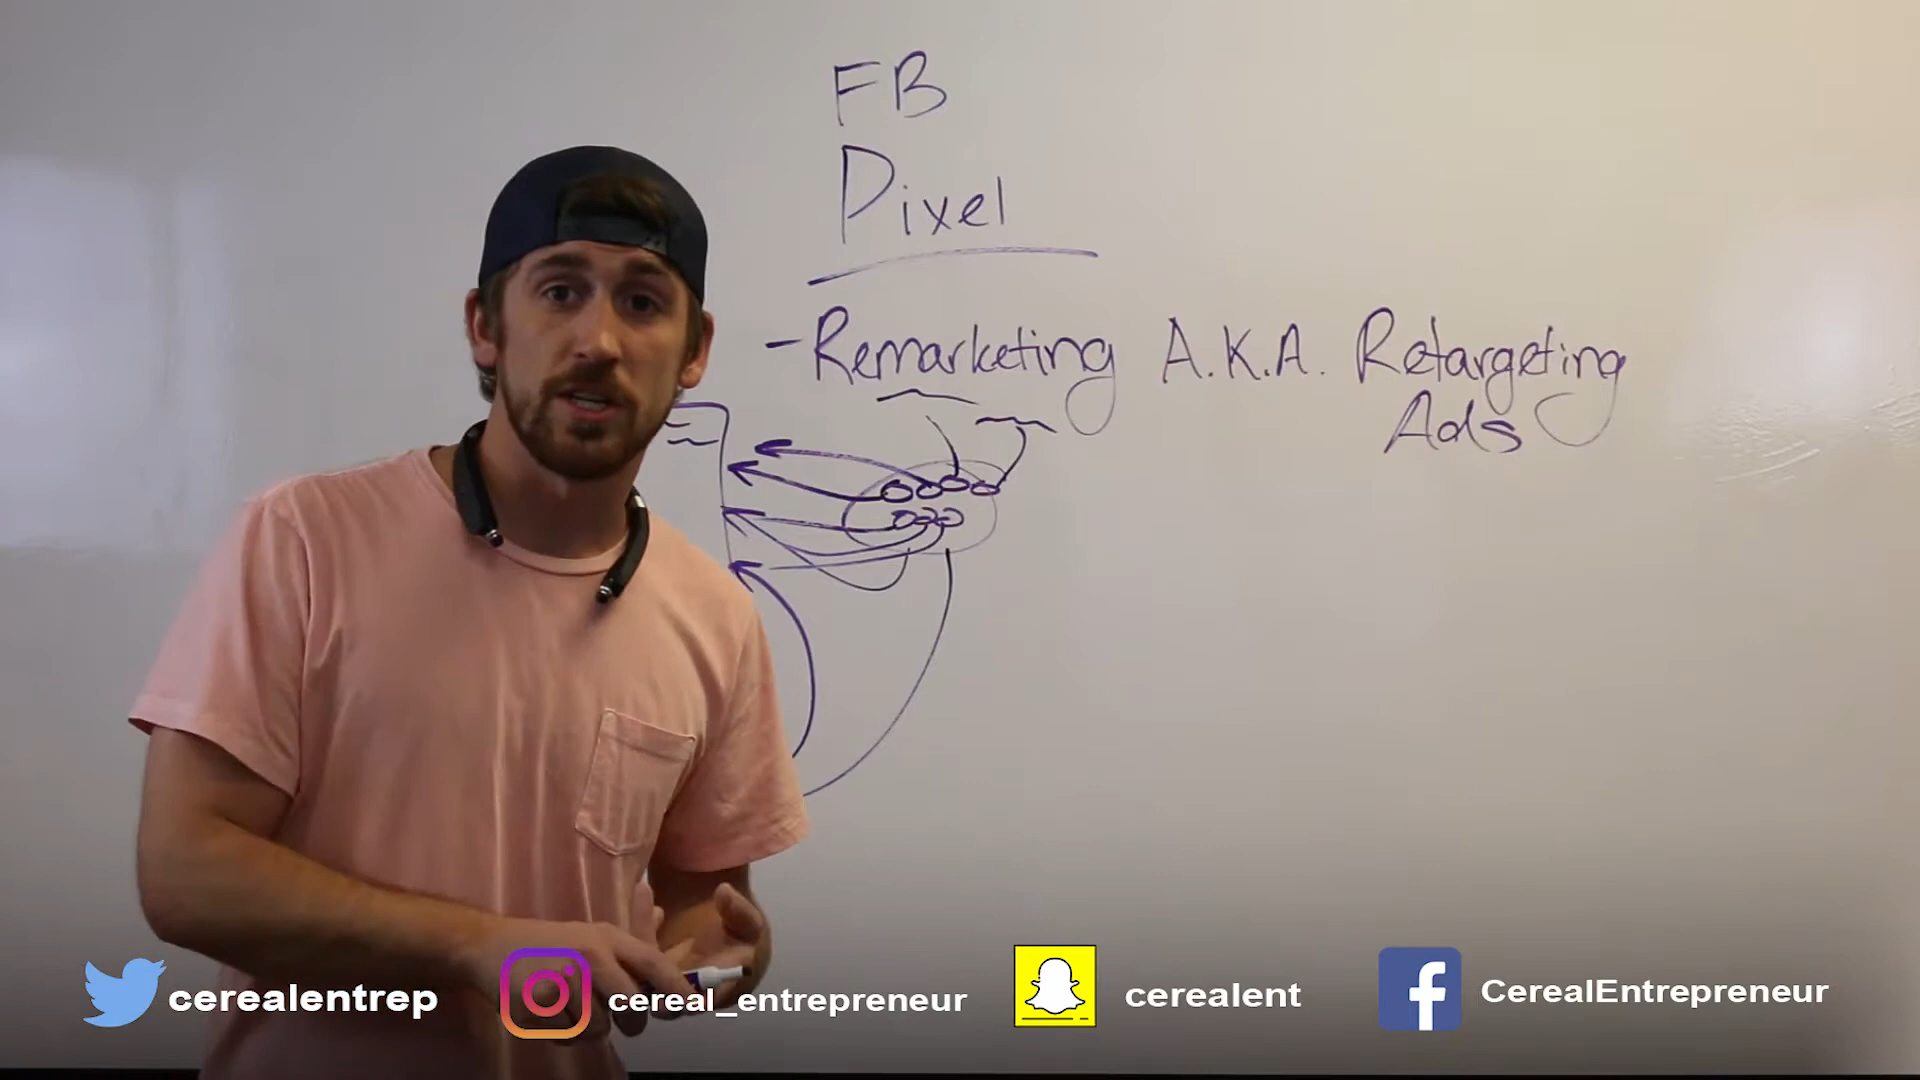 FB
Pixel
- Remarketing A.K.A. Retargeting
Ads
cerealentrep
cereal_entrepreneur
cerealent
CerealEntrepreneur